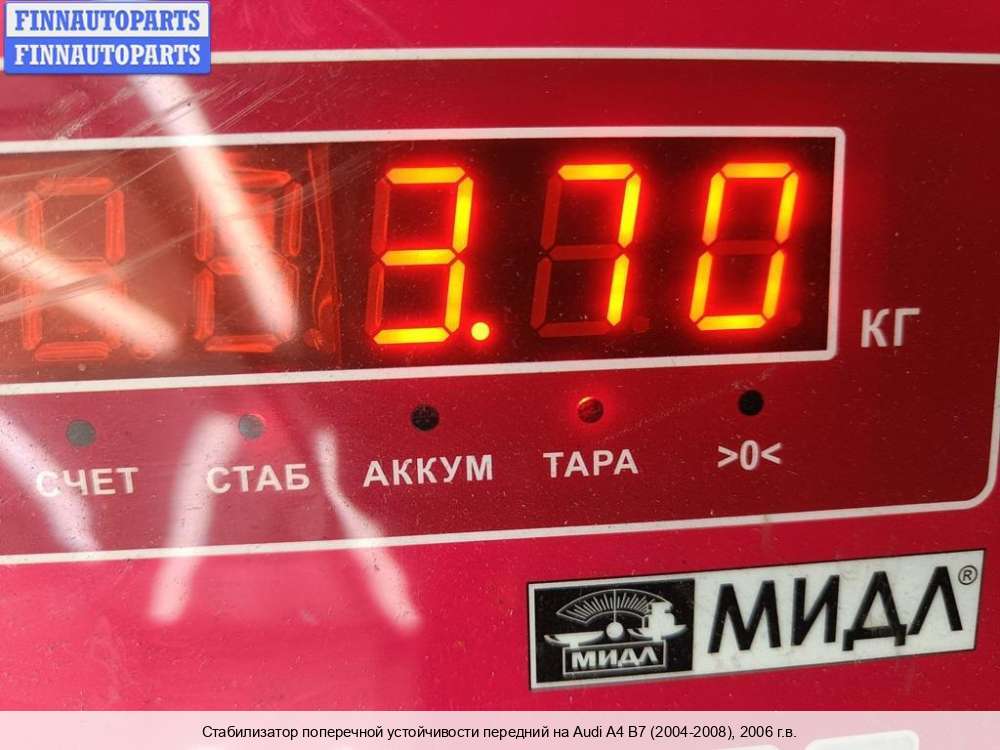 FINNAUTOPARTS
FINNAUTOPARTS
3.70
КГ
СЧЕТ СТАБ АККУМ ТАРА >0<
МИДЛ МИДЛ®
Стабилизатор поперечной устойчивости передний на Audi A4 B7 (2004-2008), 2006 г.в.